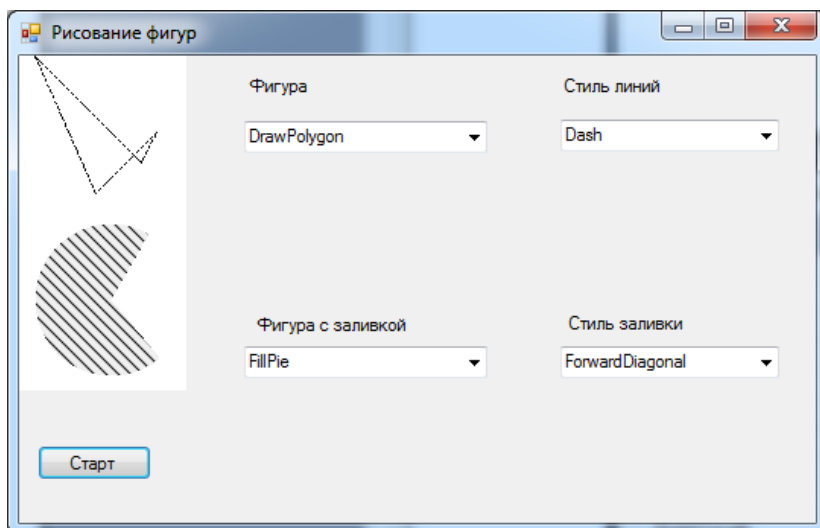 Рисование фигур
Фигура
Стиль линий
DrawPolygon
Dash
Фигура с заливкой
Стиль заливки
FillPie
ForwardDiagonal
Старт